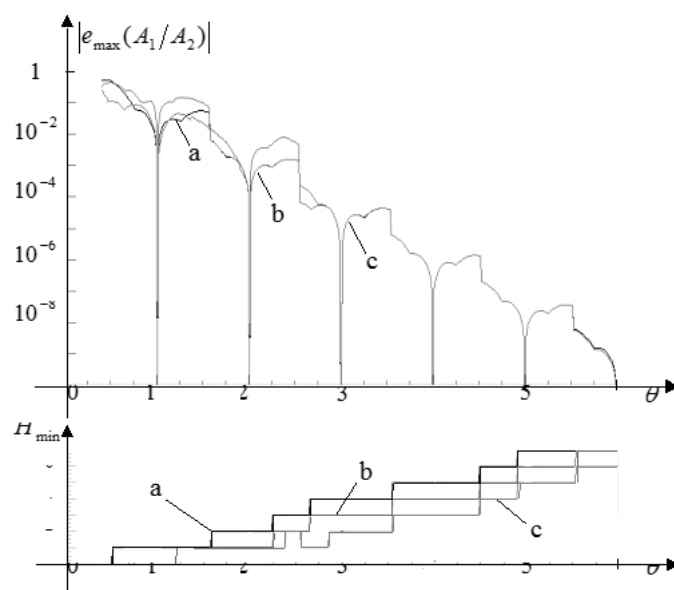 |e_max(A_1/A_2)|
1
10^-2
10^-4
10^-6
10^-8
a
b
c
0 1 2 3 5 θ
H_min
a
b
c
0 1 2 3 5 θ